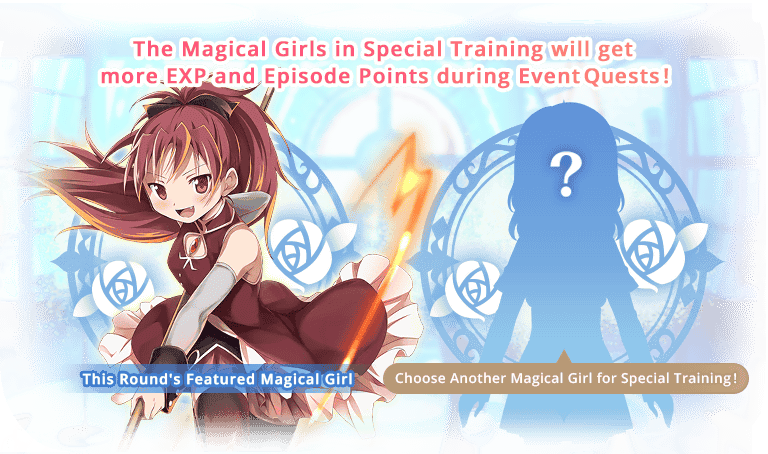 The Magical Girls in Special Training will get
more EXP and Episode Points during Event Quests!
?
This Round's Featured Magical Girl
Choose Another Magical Girl for Special Training!